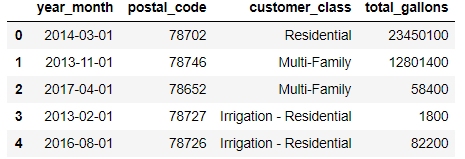 year_month postal_code customer_class total_gallons
0 2014-03-01 78702 Residential 23450100
1 2013-11-01 78746 Multi-Family 12801400
2 2017-04-01 78652 Multi-Family 58400
3 2013-02-01 78727 Irrigation - Residential 1800
4 2016-08-01 78726 Irrigation - Residential 82200